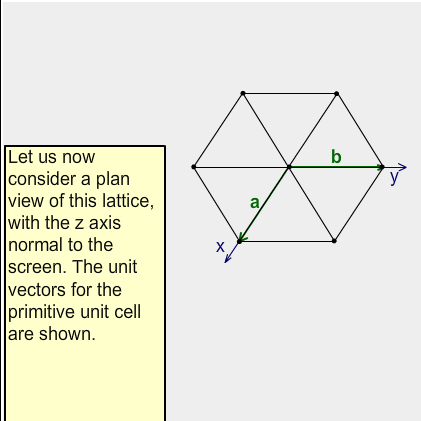 b
y
a
x
Let us now
consider a plan
view of this lattice,
with the z axis
normal to the
screen. The unit
vectors for the
primitive unit cell
are shown.